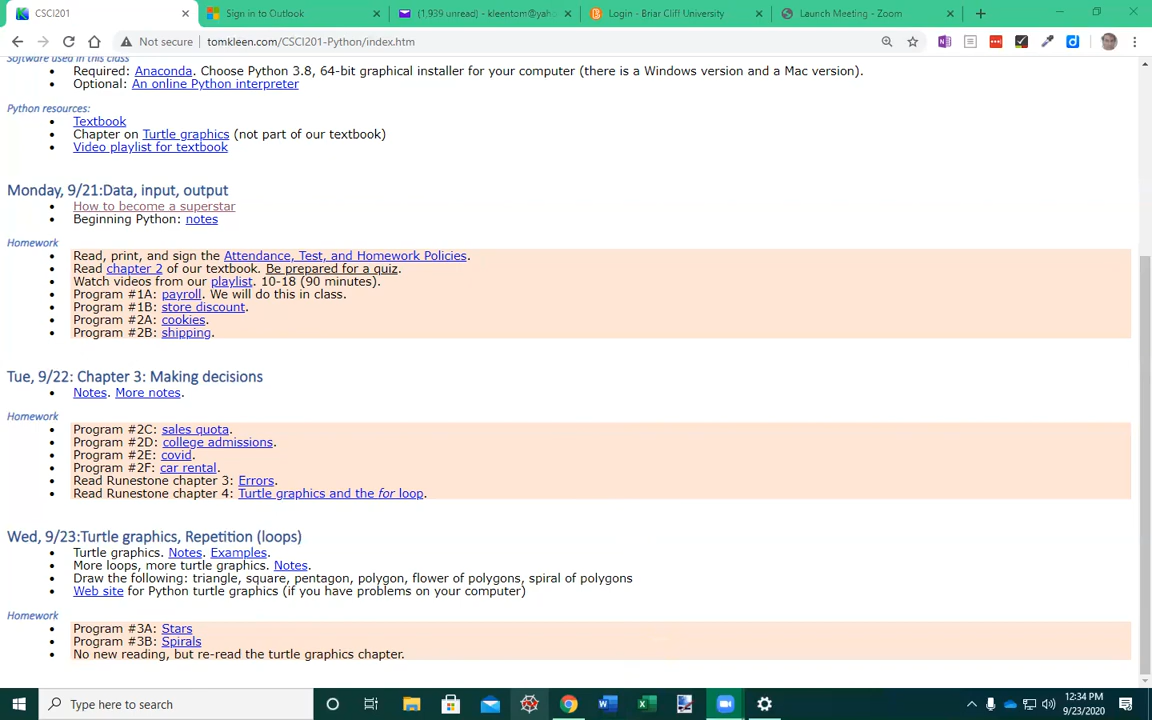 CSCI201
Sign in to Outlook
(1,939 unread) - kleentom@yah
Login - Briar Cliff University
Launch Meeting - Zoom
Not secure
tomkleen.com/CSCI201-Python/index.htm
Software used in this class
Required: Anaconda. Choose Python 3.8, 64-bit graphical installer for your computer (there is a Windows version and a Mac version).
Optional: An online Python interpreter
Python resources:
Textbook
Chapter on Turtle graphics (not part of our textbook)
Video playlist for textbook
Monday, 9/21:Data, input, output
How to become a superstar
Beginning Python: notes
Homework
Read, print, and sign the Attendance, Test, and Homework Policies.
Read chapter 2 of our textbook. Be prepared for a quiz.
Watch videos from our playlist. 10-18 (90 minutes).
Program #1A: payroll. We will do this in class.
Program #1B: store discount.
Program #2A: cookies.
Program #2B: shipping.
Tue, 9/22: Chapter 3: Making decisions
Notes. More notes.
Homework
Program #2C: sales quota.
Program #2D: college admissions.
Program #2E: covid.
Program #2F: car rental.
Read Runestone chapter 3: Errors.
Read Runestone chapter 4: Turtle graphics and the for loop.
Wed, 9/23:Turtle graphics, Repetition (loops)
Turtle graphics. Notes. Examples.
More loops, more turtle graphics. Notes.
Draw the following: triangle, square, pentagon, polygon, flower of polygons, spiral of polygons
Web site for Python turtle graphics (if you have problems on your computer)
Homework
Program #3A: Stars
Program #3B: Spirals
No new reading, but re-read the turtle graphics chapter.
Type here to search
12:34 PM
9/23/2020